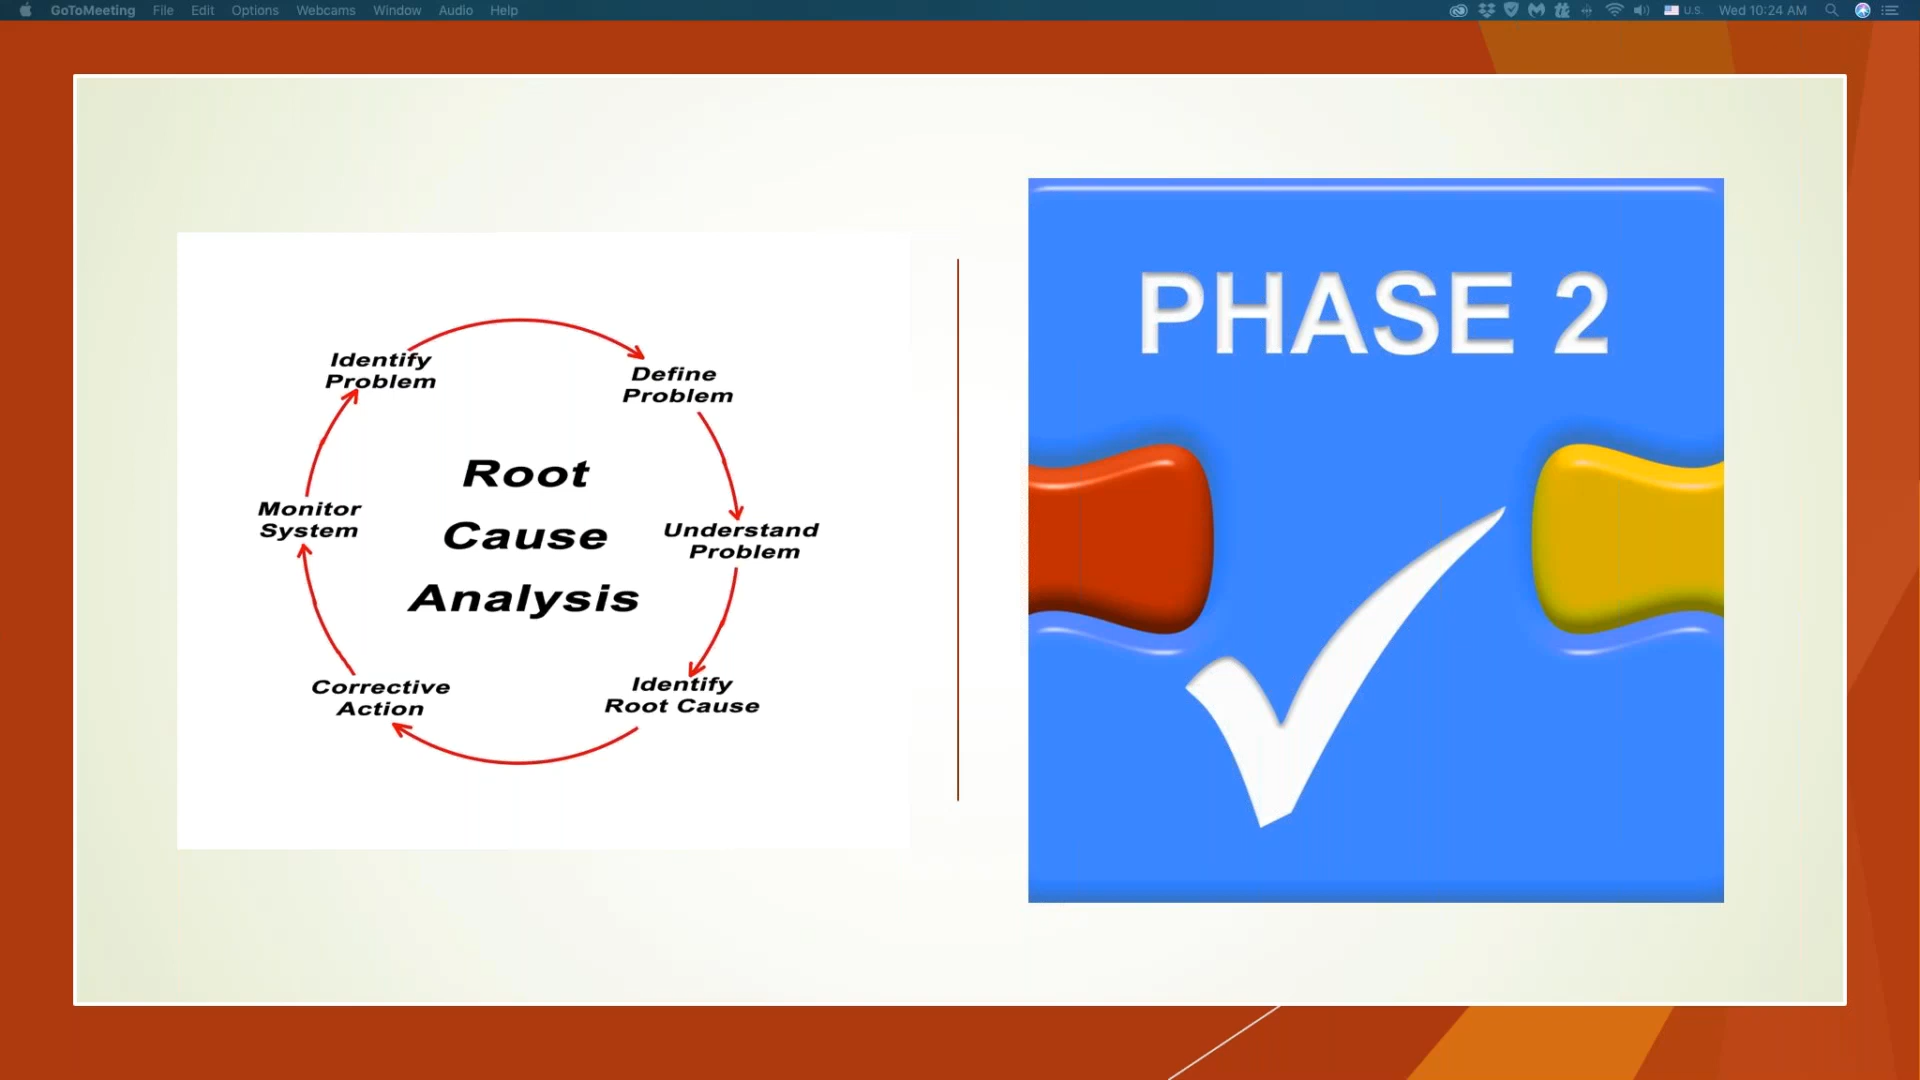 GoToMeeting File Edit Options Webcams Window Audio Help U.S. Wed 10:24 AM
Identify
Problem
Define
Problem
Understand
Problem
Identify
Root Cause
Corrective
Action
Monitor
System
Root
Cause
Analysis
PHASE 2